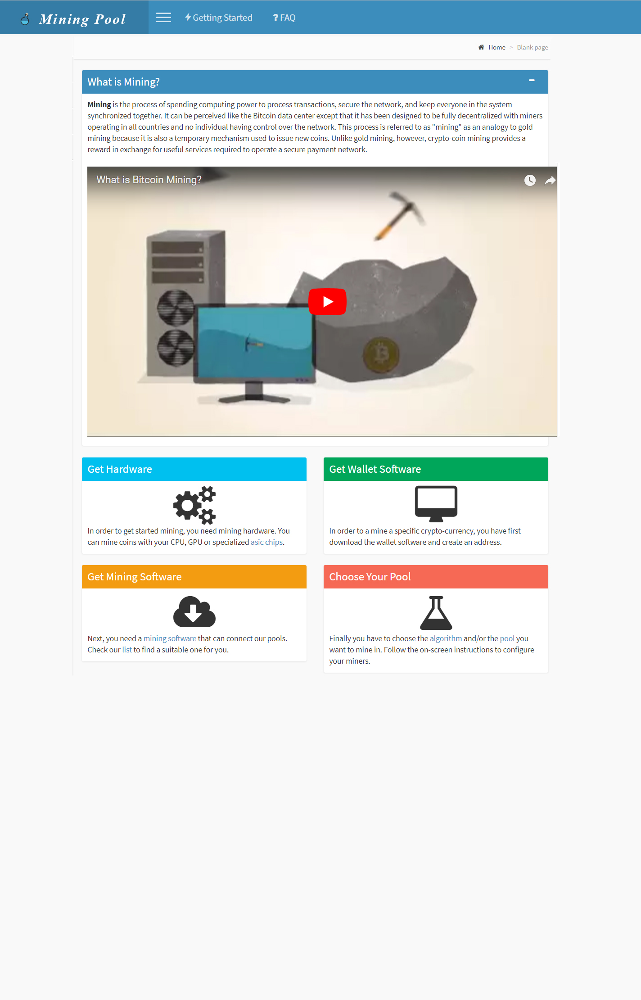 Mining Pool
Getting Started
FAQ
Home > Blank page
What is Mining?
Mining is the process of spending computing power to process transactions, secure the network, and keep everyone in the system
synchronized together. It can be perceived like the Bitcoin data center except that it has been designed to be fully decentralized with miners
operating in all countries and no individual having control over the network. This process is referred to as "mining" as an analogy to gold
mining because it is also a temporary mechanism used to issue new coins. Unlike gold mining, however, crypto-coin mining provides a
reward in exchange for useful services required to operate a secure payment network.
What is Bitcoin Mining?
Get Hardware
In order to get started mining, you need mining hardware. You
can mine coins with your CPU, GPU or specialized asic chips.
Get Wallet Software
In order to a mine a specific crypto-currency, you have first
download the wallet software and create an address.
Get Mining Software
Next, you need a mining software that can connect our pools.
Check our list to find a suitable one for you.
Choose Your Pool
Finally you have to choose the algorithm and/or the pool you
want to mine in. Follow the on-screen instructions to configure
your miners.